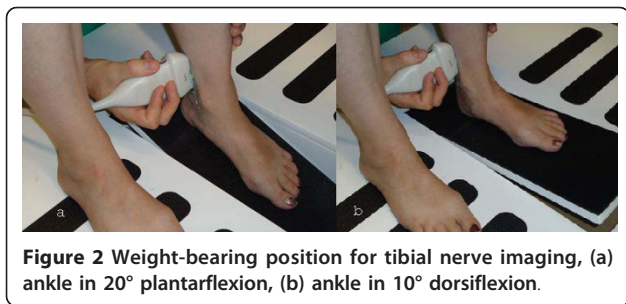 a
b
Figure 2 Weight-bearing position for tibial nerve imaging, (a)
ankle in 20° plantarflexion, (b) ankle in 10° dorsiflexion.